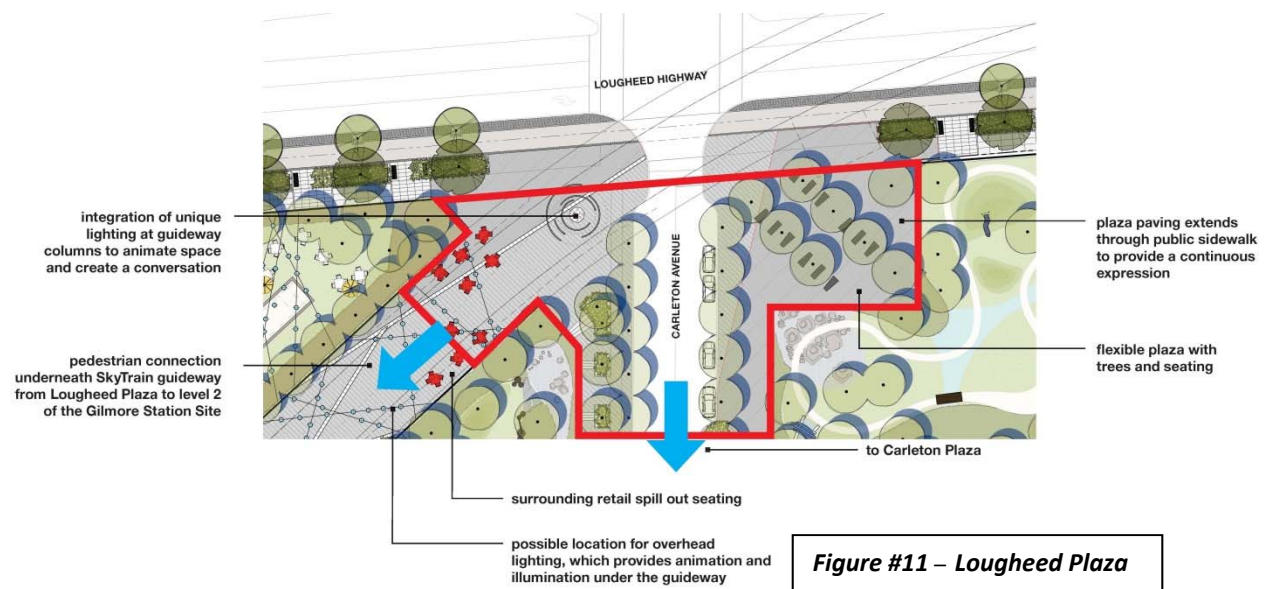 LOUGHEED HIGHWAY
integration of unique
lighting at guideway
columns to animate space
and create a conversation
CARLETON AVENUE
plaza paving extends
through public sidewalk
to provide a continuous
expression
pedestrian connection
underneath SkyTrain guideway
from Lougheed Plaza to level 2
of the Gilmore Station Site
flexible plaza with
trees and seating
to Carleton Plaza
surrounding retail spill out seating
possible location for overhead
lighting, which provides animation and
illumination under the guideway
Figure #11 – Lougheed Plaza